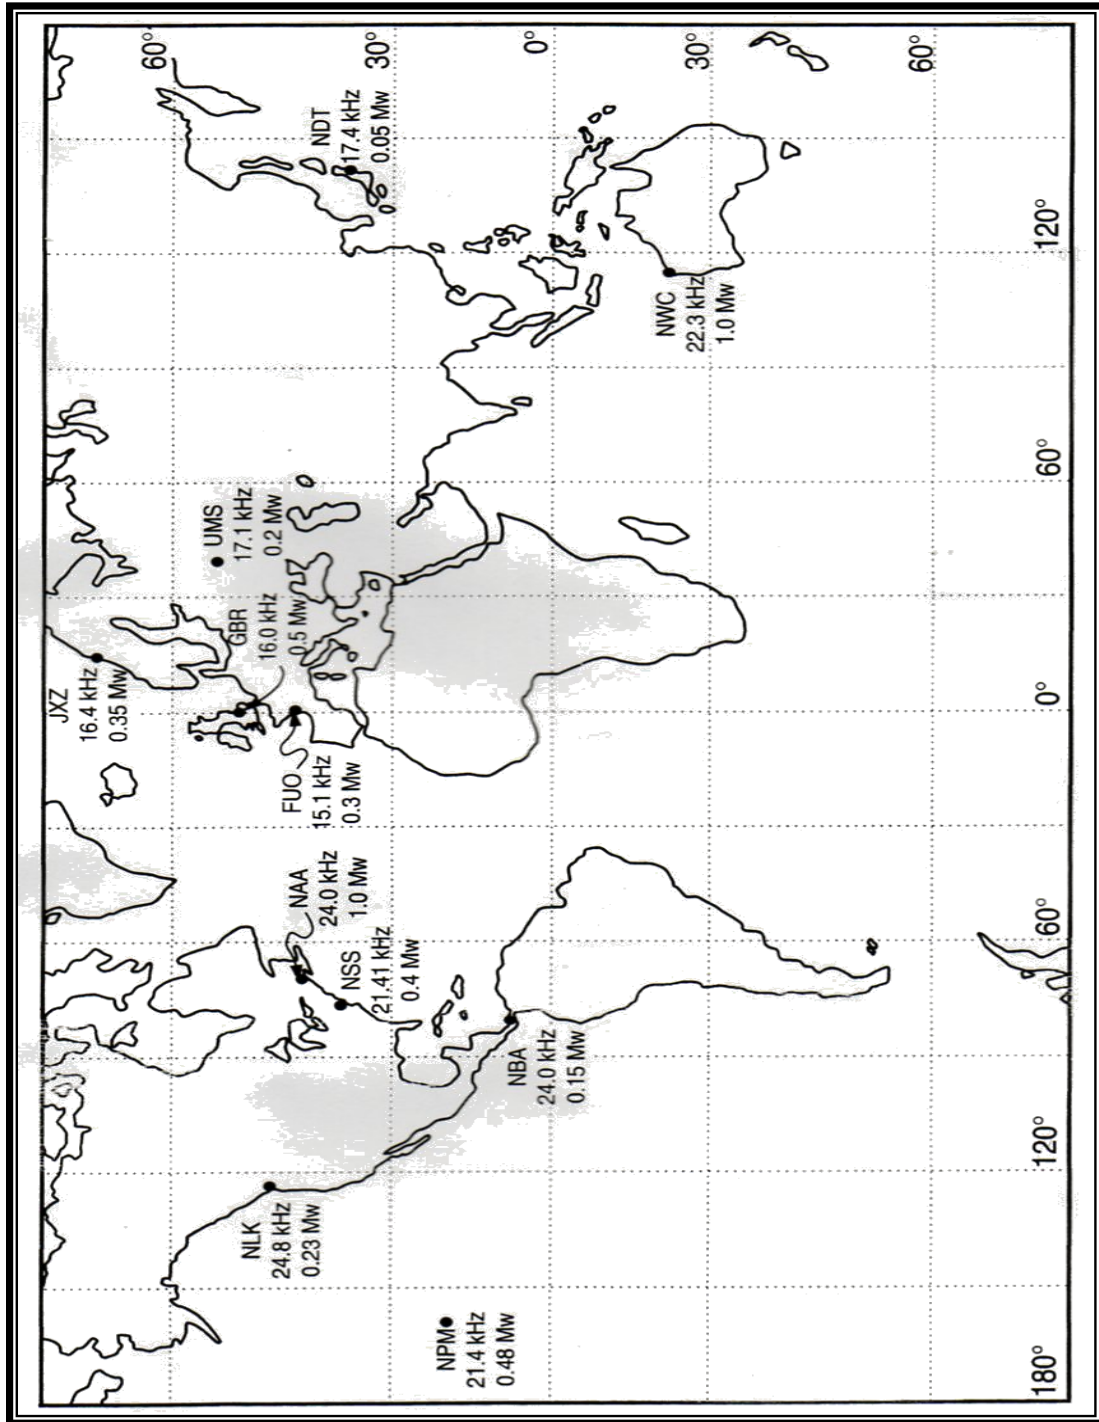 JXZ
16.4 kHz
0.35 Mw
UMS
17.1 kHz
0.2 Mw
GBR
16.0 kHz
0.5 Mw
FUO
15.1 kHz
0.3 Mw
NDT
17.4 kHz
0.05 Mw
NAA
24.0 kHz
1.0 Mw
NSS
21.41 kHz
0.4 Mw
NLK
24.8 kHz
0.23 Mw
NPM
21.4 kHz
0.48 Mw
NBA
24.0 kHz
0.15 Mw
NWC
22.3 kHz
1.0 Mw
60°
30°
0°
30°
60°
180°
120°
60°
0°
60°
120°